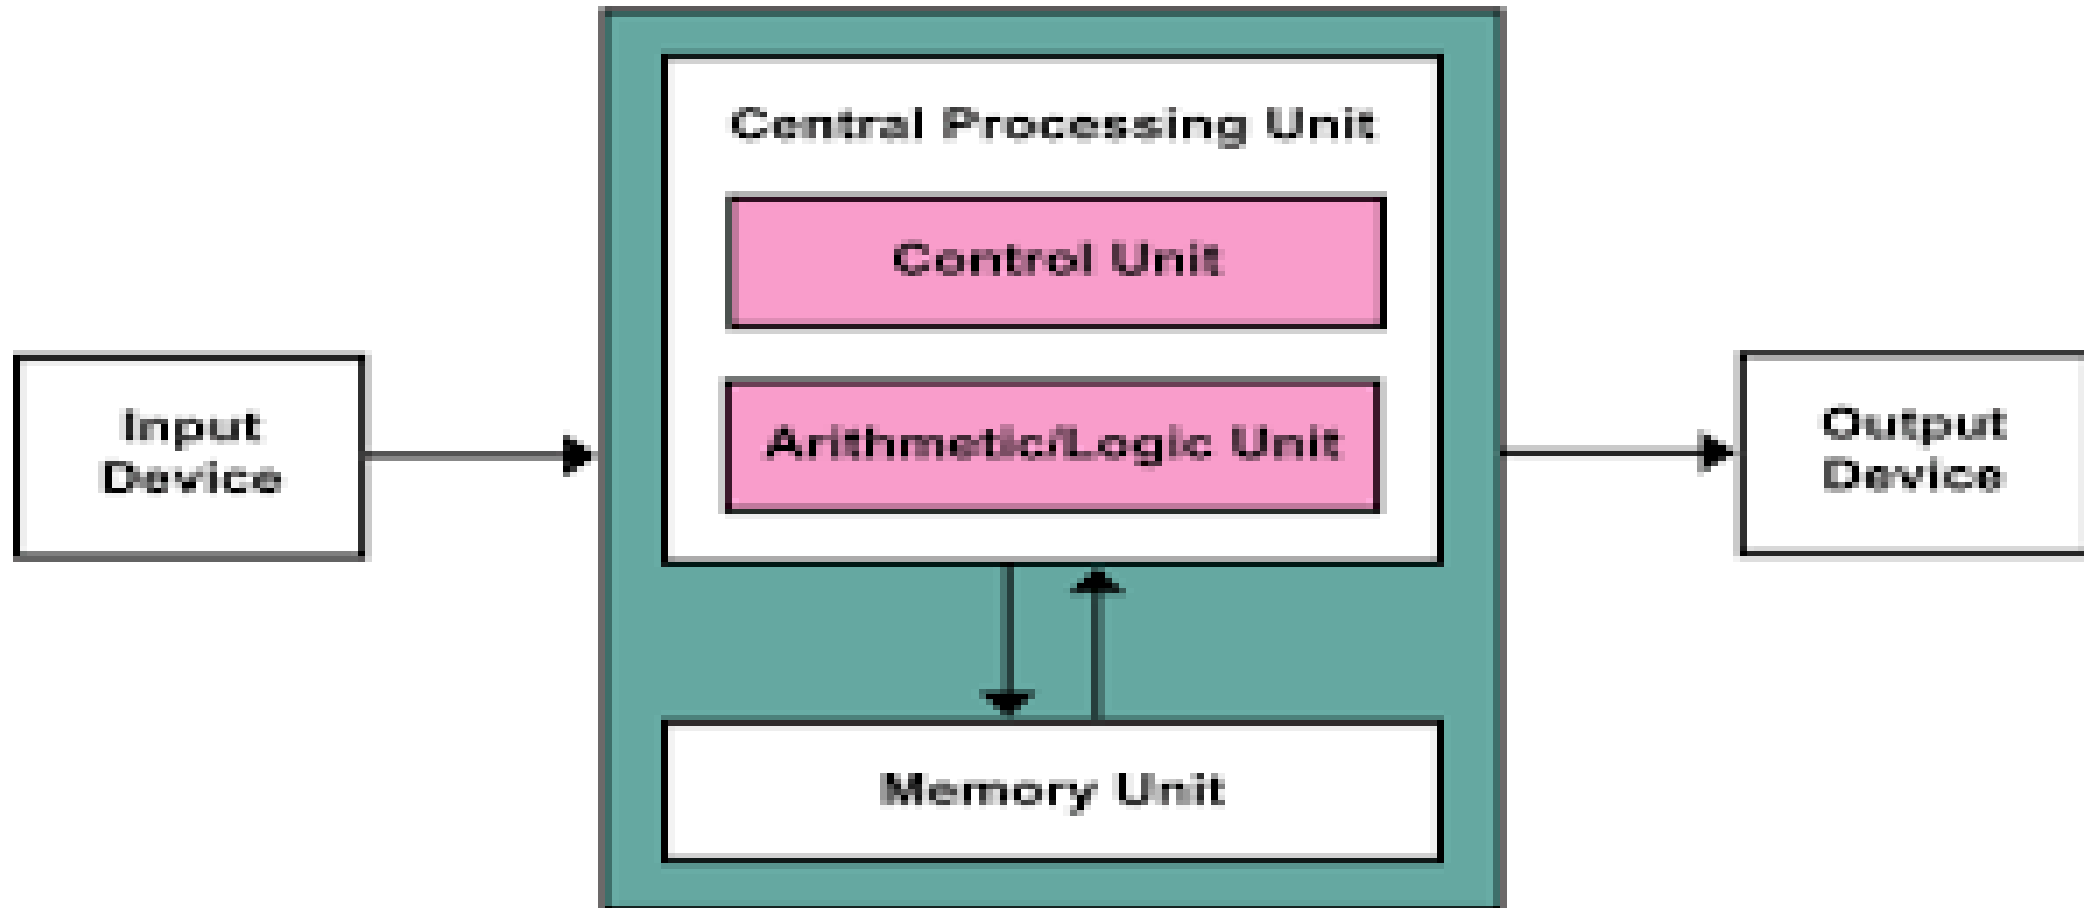 Central Processing Unit
Control Unit
Arithmetic/Logic Unit
Input
Device
Output
Device
Memory Unit